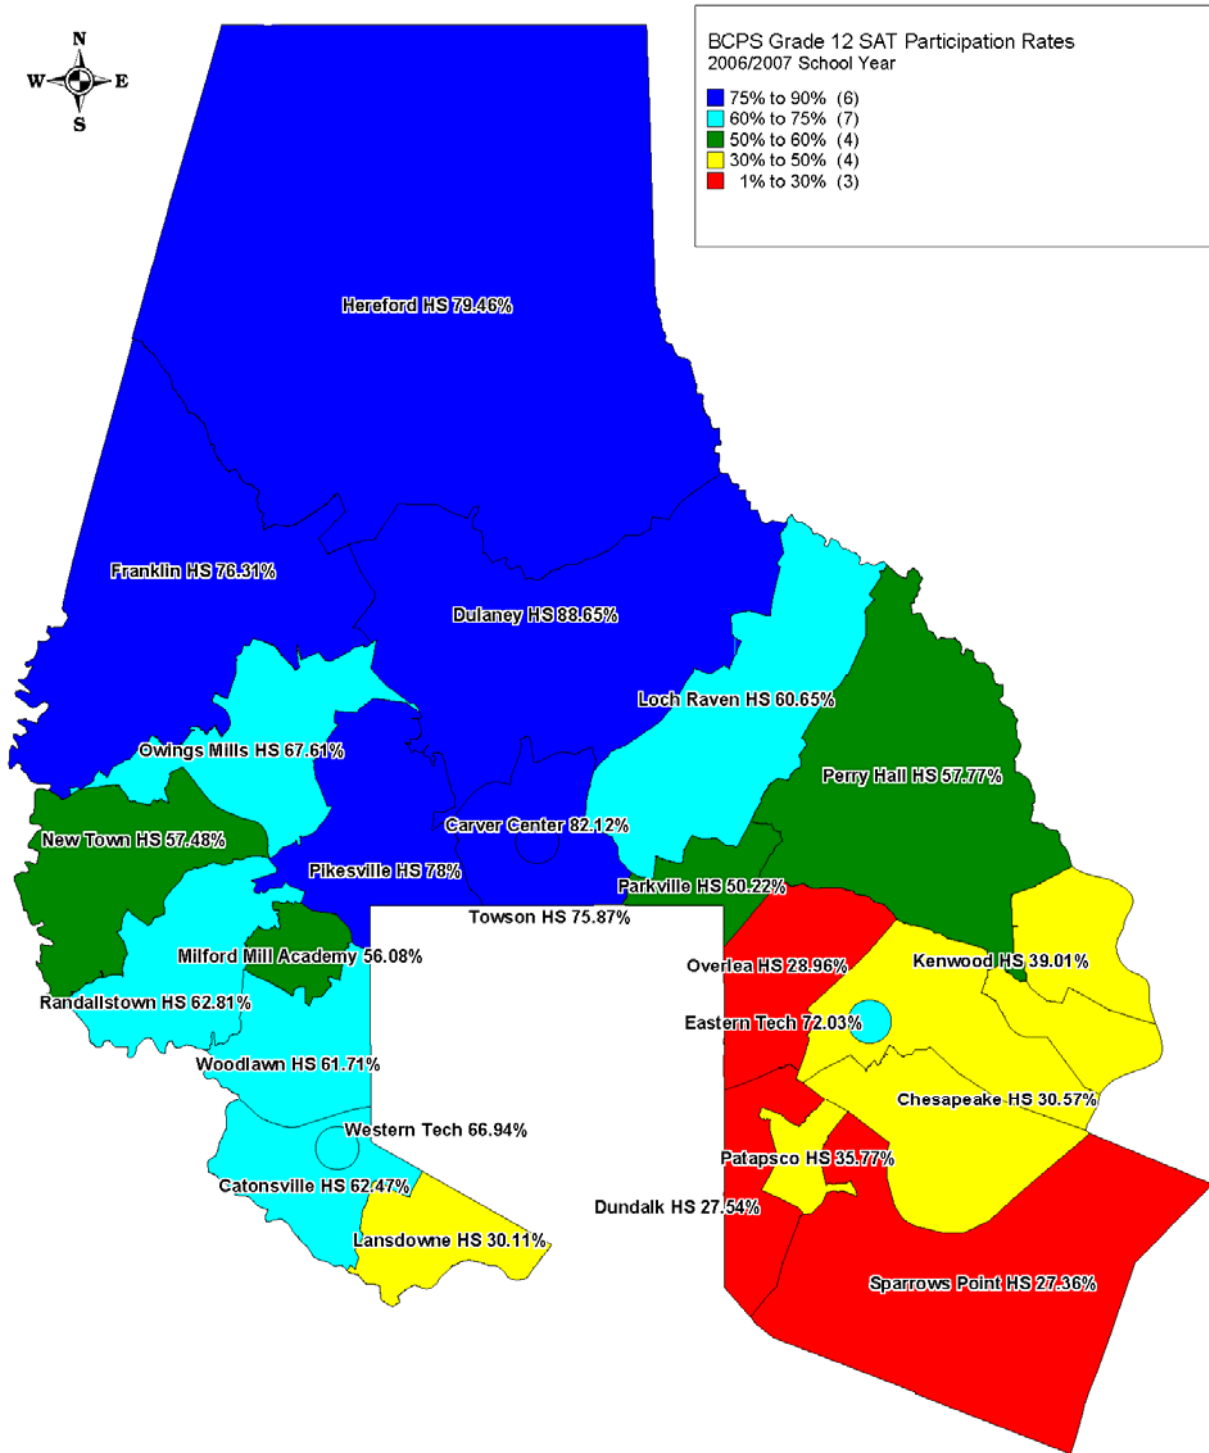 N
W E
S
BCPS Grade 12 SAT Participation Rates
2006/2007 School Year
75% to 90% (6)
60% to 75% (7)
50% to 60% (4)
30% to 50% (4)
1% to 30% (3)
Hereford HS 79.46%
Franklin HS 76.31%
Dulaney HS 88.65%
Loch Raven HS 60.65%
Owings Mills HS 67.61%
Perry Hall HS 57.77%
Carver Center 82.12%
New Town HS 57.48%
Pikesville HS 78%
Parkville HS 50.22%
Towson HS 75.87%
Milford Mill Academy 56.08%
Overlea HS 28.96%
Kenwood HS 39.01%
Randallstown HS 62.81%
Eastern Tech 72.03%
Woodlawn HS 61.71%
Chesapeake HS 30.57%
Western Tech 66.94%
Patapsco HS 35.77%
Catonsville HS 62.47%
Dundalk HS 27.54%
Lansdowne HS 30.11%
Sparrows Point HS 27.36%